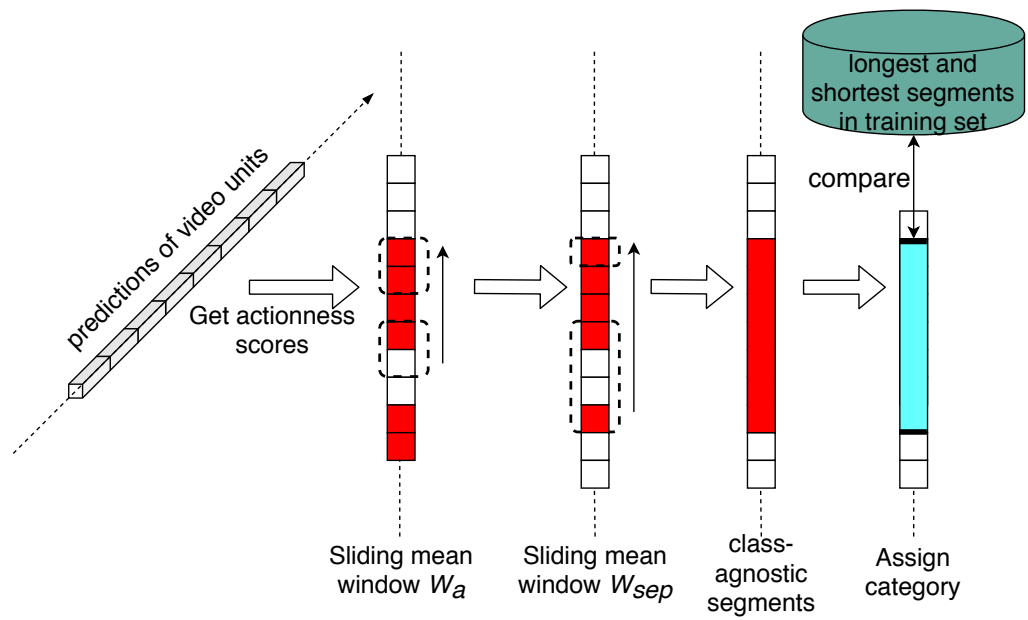 predictions of video units
Get actionness
scores
Sliding mean
window Wa
Sliding mean
window Wsep
class-
agnostic
segments
longest and
shortest segments
in training set
compare
Assign
category